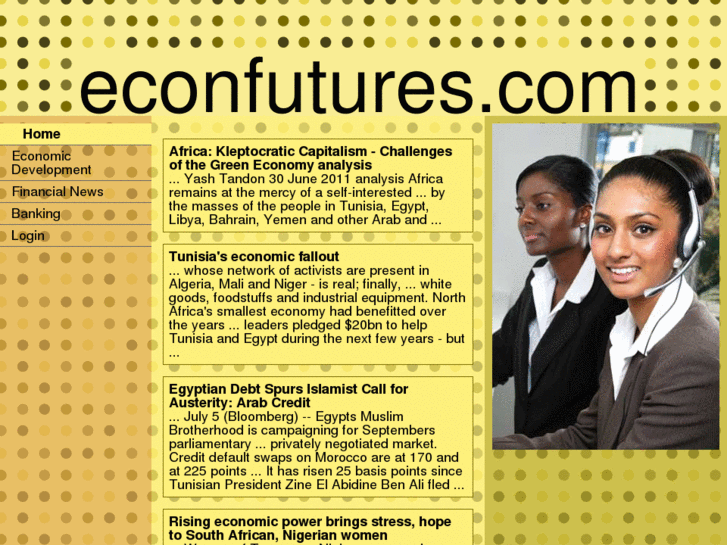 econfutures.com
Home
Economic
Development
Financial News
Banking
Login
Africa: Kleptocratic Capitalism - Challenges
of the Green Economy analysis
... Yash Tandon 30 June 2011 analysis Africa
remains at the mercy of a self-interested ... by
the masses of the people in Tunisia, Egypt,
Libya, Bahrain, Yemen and other Arab and ...
Tunisia's economic fallout
... whose network of activists are present in
Algeria, Mali and Niger - is real; finally, ... white
goods, foodstuffs and industrial equipment. North
Africa's smallest economy had benefitted over
the years ... leaders pledged $20bn to help
Tunisia and Egypt during the next few years - but
...
Egyptian Debt Spurs Islamist Call for
Austerity: Arab Credit
... July 5 (Bloomberg) -- Egypts Muslim
Brotherhood is campaigning for Septembers
parliamentary ... privately negotiated market.
Credit default swaps on Morocco are at 170 and
at 225 points ... It has risen 25 basis points since
Tunisian President Zine El Abidine Ben Ali fled ...
Rising economic power brings stress, hope
to South African, Nigerian women